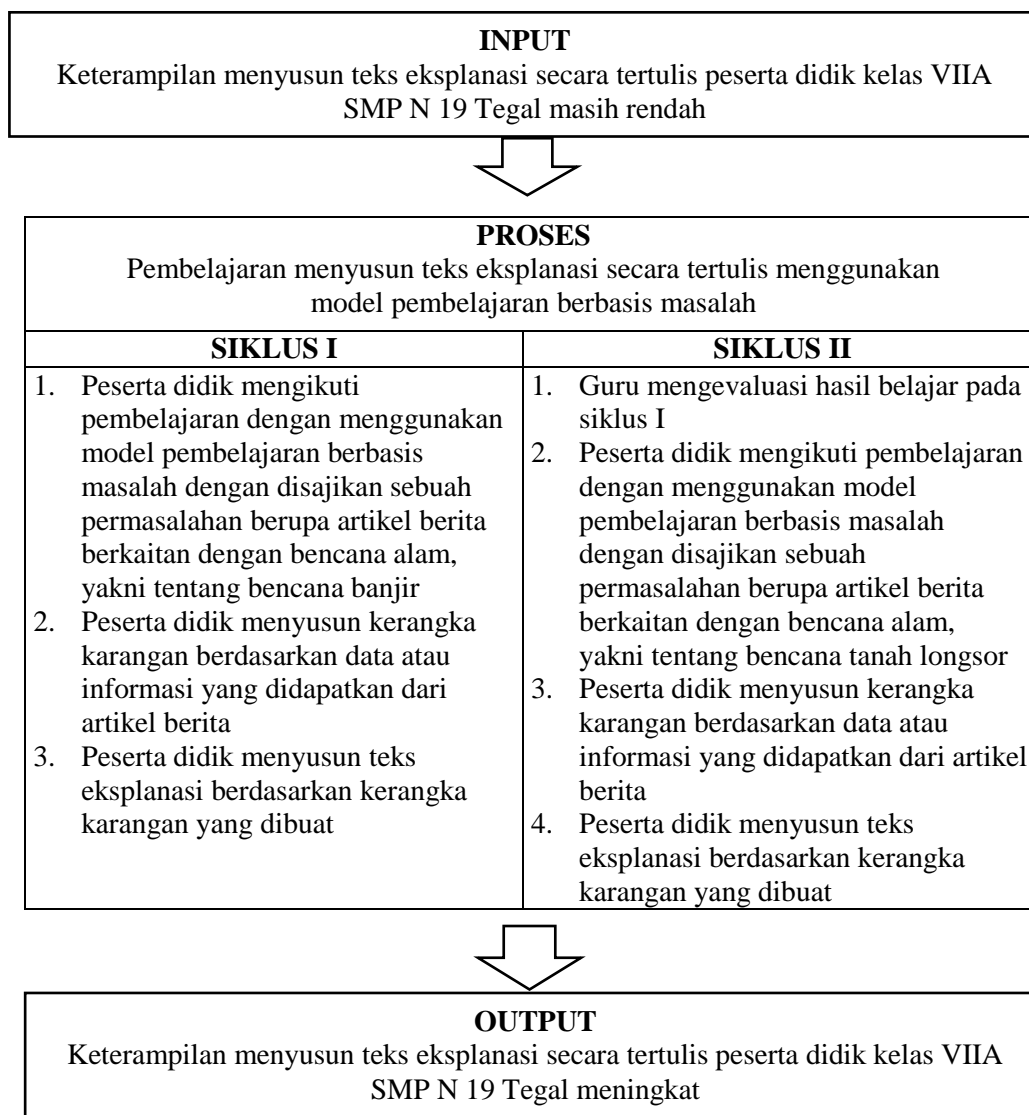 INPUT
Keterampilan menyusun teks eksplanasi secara tertulis peserta didik kelas VIIA
SMP N 19 Tegal masih rendah
PROSES
Pembelajaran menyusun teks eksplanasi secara tertulis menggunakan
model pembelajaran berbasis masalah
SIKLUS I
1. Peserta didik mengikuti
pembelajaran dengan menggunakan
model pembelajaran berbasis
masalah dengan disajikan sebuah
permasalahan berupa artikel berita
berkaitan dengan bencana alam,
yakni tentang bencana banjir
2. Peserta didik menyusun kerangka
karangan berdasarkan data atau
informasi yang didapatkan dari
artikel berita
3. Peserta didik menyusun teks
eksplanasi berdasarkan kerangka
karangan yang dibuat
SIKLUS II
1. Guru mengevaluasi hasil belajar pada
siklus I
2. Peserta didik mengikuti pembelajaran
dengan menggunakan model
pembelajaran berbasis masalah
dengan disajikan sebuah
permasalahan berupa artikel berita
berkaitan dengan bencana alam,
yakni tentang bencana tanah longsor
3. Peserta didik menyusun kerangka
karangan berdasarkan data atau
informasi yang didapatkan dari artikel
berita
4. Peserta didik menyusun teks
eksplanasi berdasarkan kerangka
karangan yang dibuat
OUTPUT
Keterampilan menyusun teks eksplanasi secara tertulis peserta didik kelas VIIA
SMP N 19 Tegal meningkat